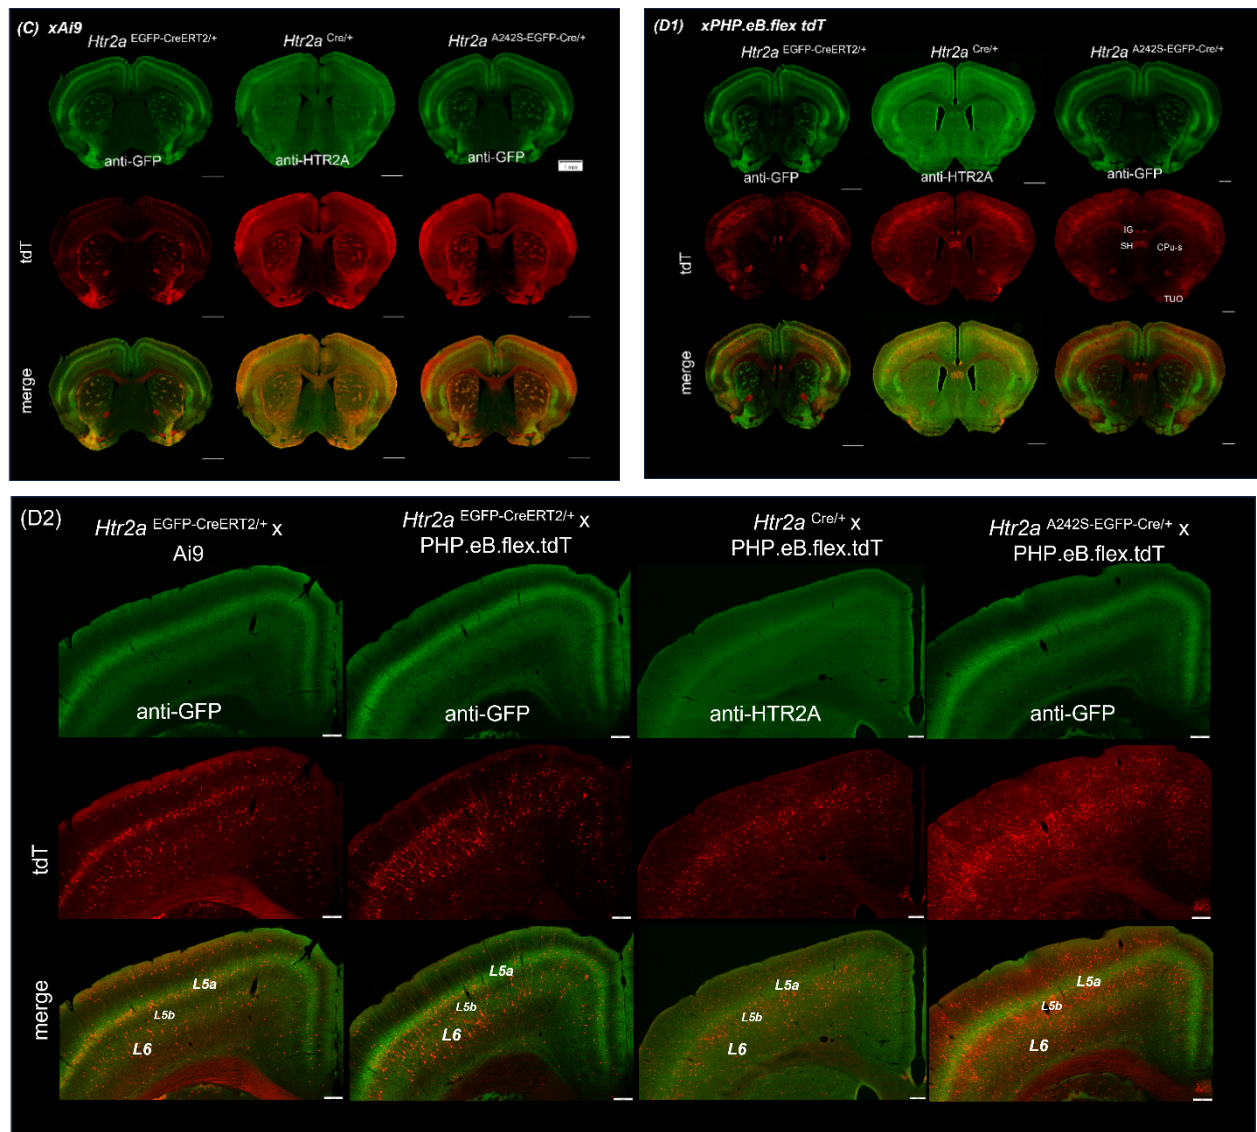 (C) xAi9
Htr2a EGFP-CreERT2/+
Htr2a Cre/+
Htr2a A242S-EGFP-Cre/+
anti-GFP
anti-HTR2A
anti-GFP
1 mm
tdT
merge
(D1) xPHP.eB.flex tdT
Htr2a EGFP-CreERT2/+
Htr2a Cre/+
Htr2a A242S-EGFP-Cre/+
anti-GFP
anti-HTR2A
anti-GFP
tdT
IG
SH
CPu-s
TUO
merge
(D2)
Htr2a EGFP-CreERT2/+ x
Ai9
Htr2a EGFP-CreERT2/+ x
PHP.eB.flex.tdT
Htr2a Cre/+ x
PHP.eB.flex.tdT
Htr2a A242S-EGFP-Cre/+ x
PHP.eB.flex.tdT
anti-GFP
anti-GFP
anti-HTR2A
anti-GFP
tdT
merge
L5a
L5b
L6
L5a
L5b
L6
L5a
L5b
L6
L5a
L5b
L6